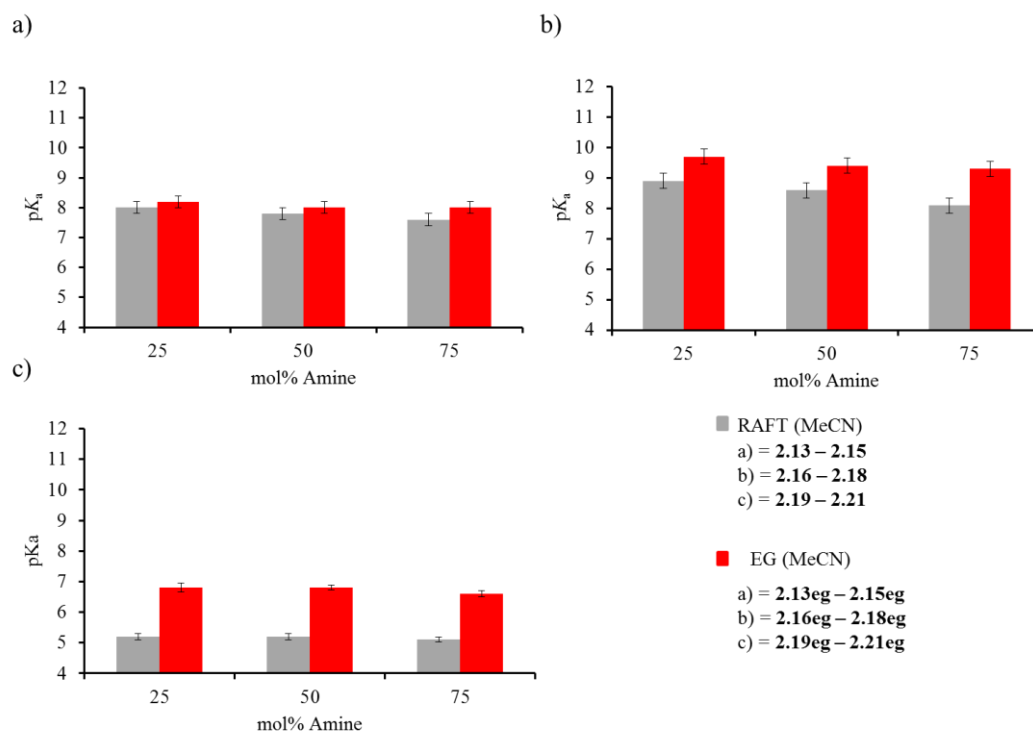 a)
12
11
10
9
8
7
6
5
4
pKa
25
50
75
mol% Amine
b)
12
11
10
9
8
7
6
5
4
pKa
25
50
75
mol% Amine
c)
12
11
10
9
8
7
6
5
4
pKa
25
50
75
mol% Amine
RAFT (MeCN)
a) = 2.13 – 2.15
b) = 2.16 – 2.18
c) = 2.19 – 2.21
EG (MeCN)
a) = 2.13eg – 2.15eg
b) = 2.16eg – 2.18eg
c) = 2.19eg – 2.21eg